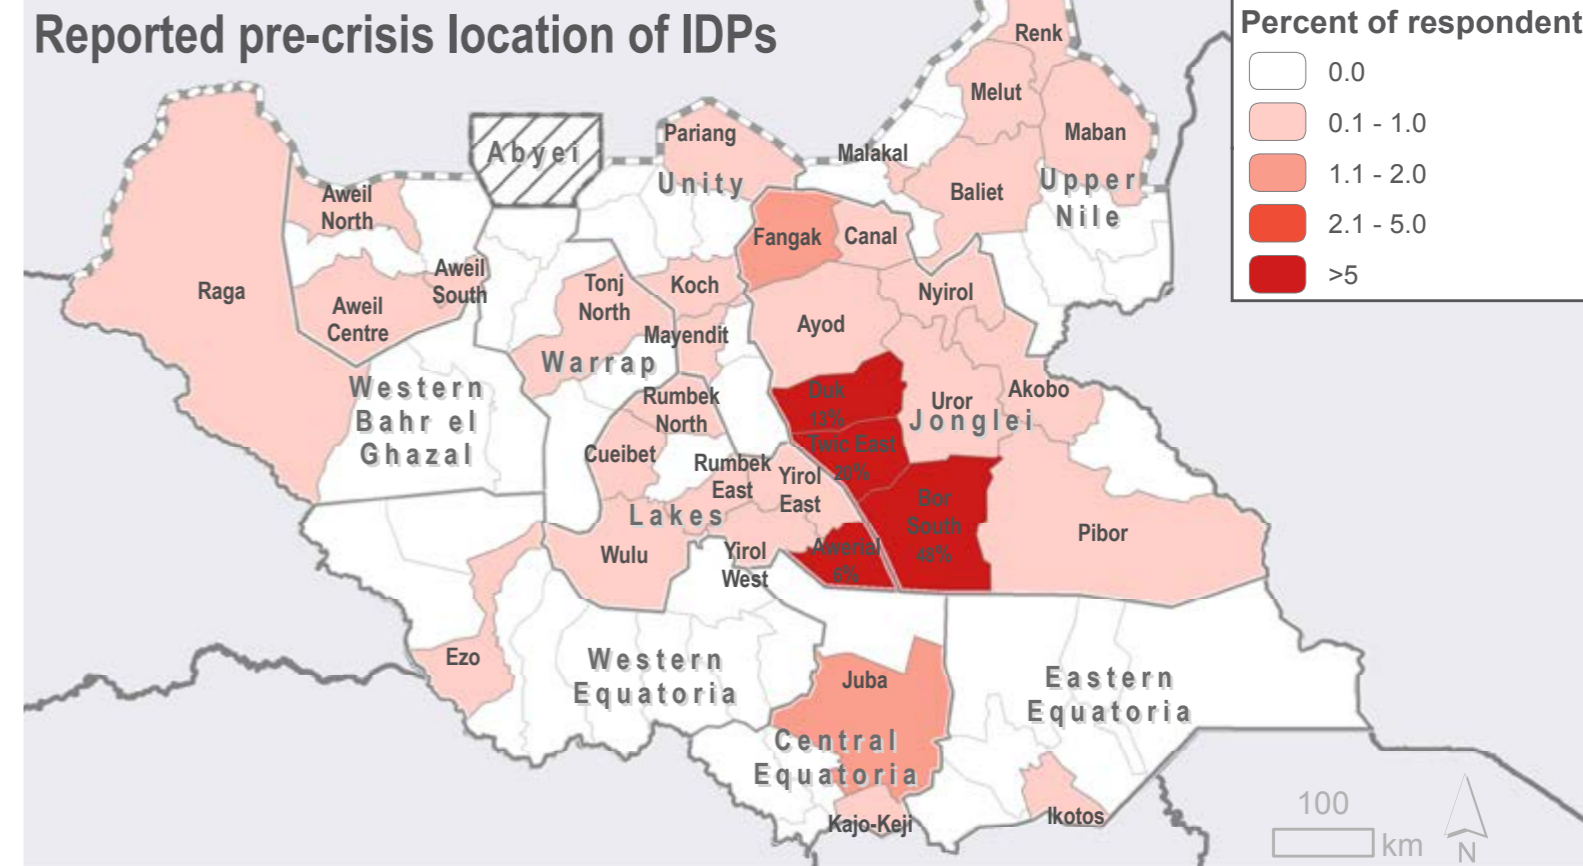 Reported pre-crisis location of IDPs
Percent of respondent
0.0
0.1 - 1.0
1.1 - 2.0
2.1 - 5.0
>5
Renk
Melut
Maban
Pariang
Malakal
Abyei
Unity
Baliet
Upper
Nile
Aweil
North
Fangak
Canal
Raga
Aweil
South
Aweil
Centre
Tonj
North
Koch
Nyirol
Ayod
Mayendit
Warrap
Western
Bahr el
Ghazal
Rumbek
North
Duk
13%
Uror
Akobo
Jonglei
Cueibet
Rumbek
East
Twic East
20%
Yirol
East
Lakes
Bor
South
48%
Pibor
Wulu
Yirol
West
Awerial
6%
Ezo
Western
Equatoria
Juba
Eastern
Equatoria
Central
Equatoria
Kajo-Keji
Ikotos
100
km
N